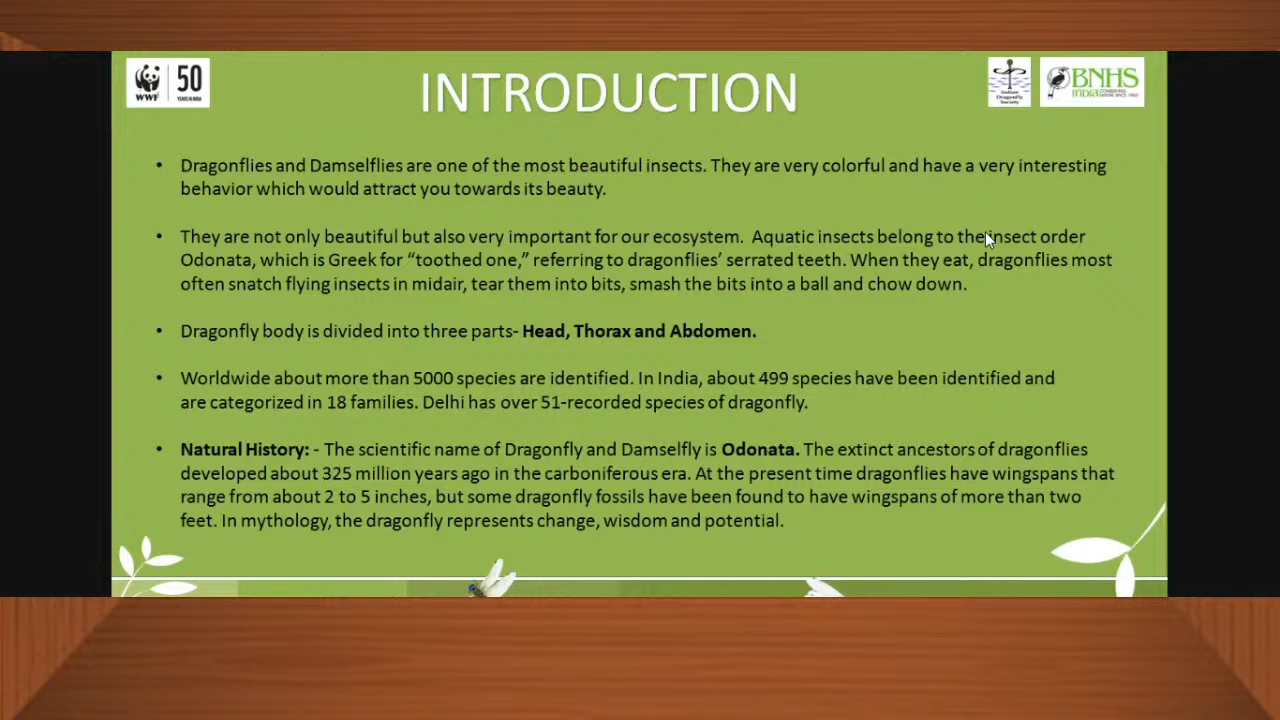 WWF
50
YEARS IN INDIA
INTRODUCTION
Indian
Dragonfly
Society
BNHS
INDIA
• Dragonflies and Damselflies are one of the most beautiful insects. They are very colorful and have a very interesting
behavior which would attract you towards its beauty.
• They are not only beautiful but also very important for our ecosystem. Aquatic insects belong to the insect order
Odonata, which is Greek for “toothed one,” referring to dragonflies’ serrated teeth. When they eat, dragonflies most
often snatch flying insects in midair, tear them into bits, smash the bits into a ball and chow down.
• Dragonfly body is divided into three parts- Head, Thorax and Abdomen.
• Worldwide about more than 5000 species are identified. In India, about 499 species have been identified and
are categorized in 18 families. Delhi has over 51-recorded species of dragonfly.
• Natural History: - The scientific name of Dragonfly and Damselfly is Odonata. The extinct ancestors of dragonflies
developed about 325 million years ago in the carboniferous era. At the present time dragonflies have wingspans that
range from about 2 to 5 inches, but some dragonfly fossils have been found to have wingspans of more than two
feet. In mythology, the dragonfly represents change, wisdom and potential.